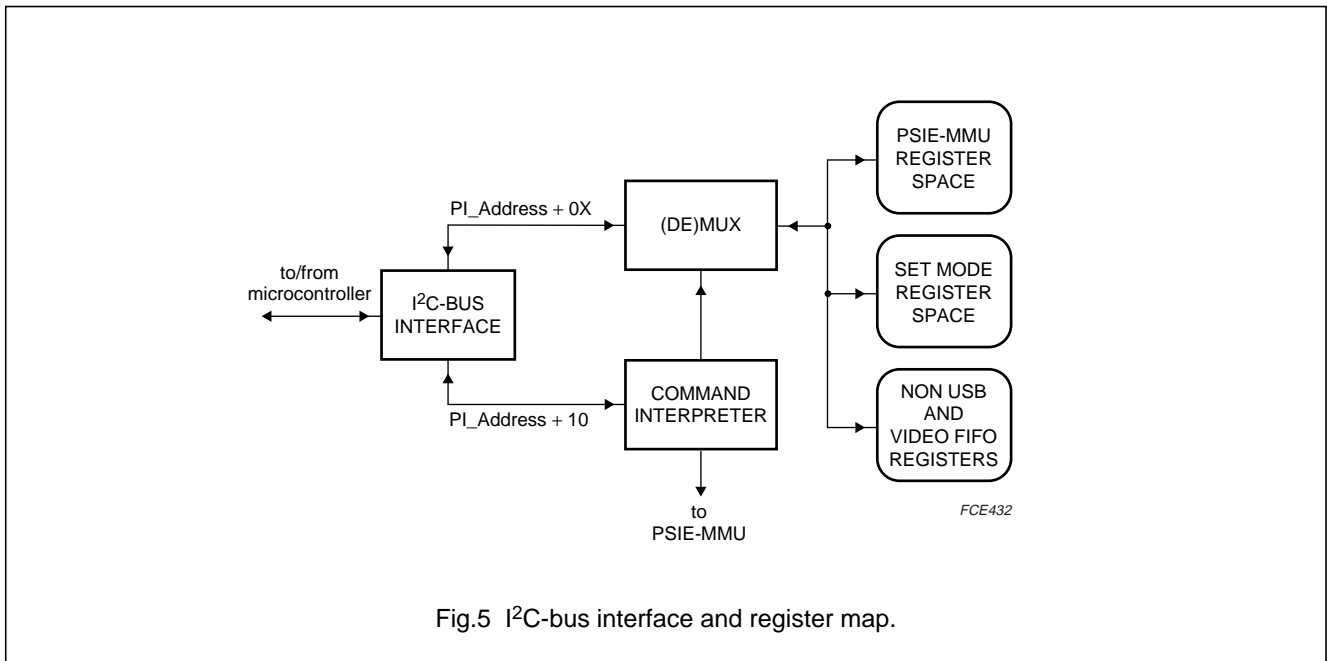 to/from
microcontroller
I²C-BUS
INTERFACE
PI_Address + 0X
PI_Address + 10
(DE)MUX
COMMAND
INTERPRETER
to
PSIE-MMU
PSIE-MMU
REGISTER
SPACE
SET MODE
REGISTER
SPACE
NON USB
AND
VIDEO FIFO
REGISTERS
FCE432
Fig.5 I²C-bus interface and register map.